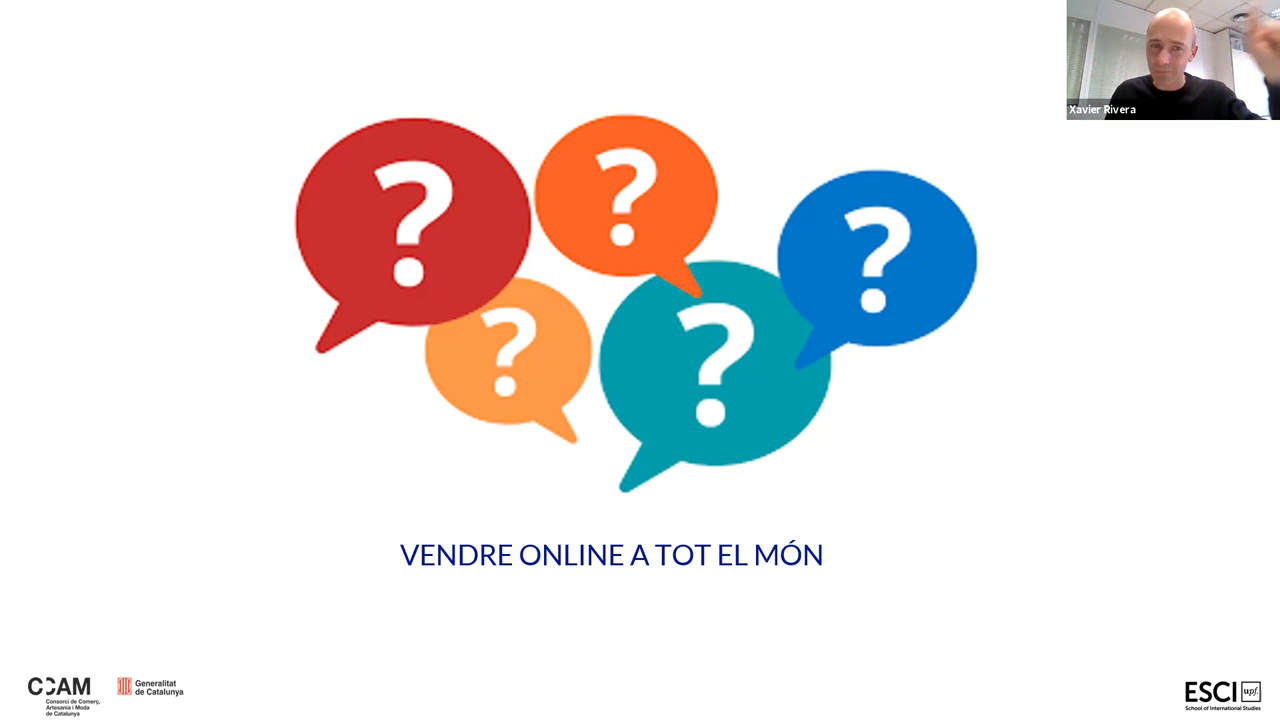 Xavier Rivera
?
?
?
?
?
VENDRE ONLINE A TOT EL MÓN
CCAM
Consorci de Comerç,
Artesania i Moda
de Catalunya
Generalitat
de Catalunya
ESCI upf.
School of International Studies